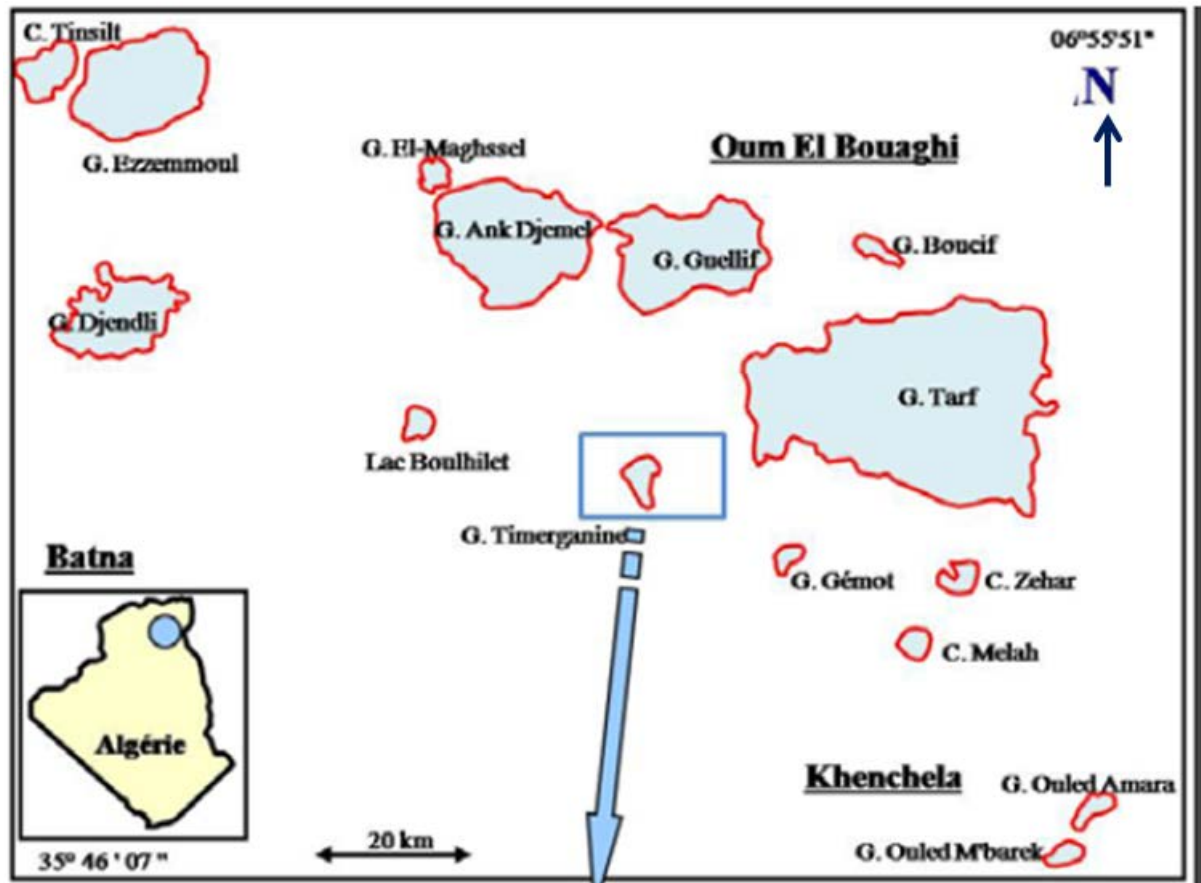 C. Tinsilt
06°55'51"
N
G. Ezzemmoul
G. El-Maghssel
Oum El Bouaghi
G. Ank Djemel
G. Guellif
G. Boucif
G. Djendli
G. Tarf
Lac Boulhilet
G. Timerganine
Batna
G. Gémot
C. Zehar
C. Melah
Algérie
Khenchela
G. Ouled Amara
20 km
G. Ouled M'barek
35° 46 ' 07 "